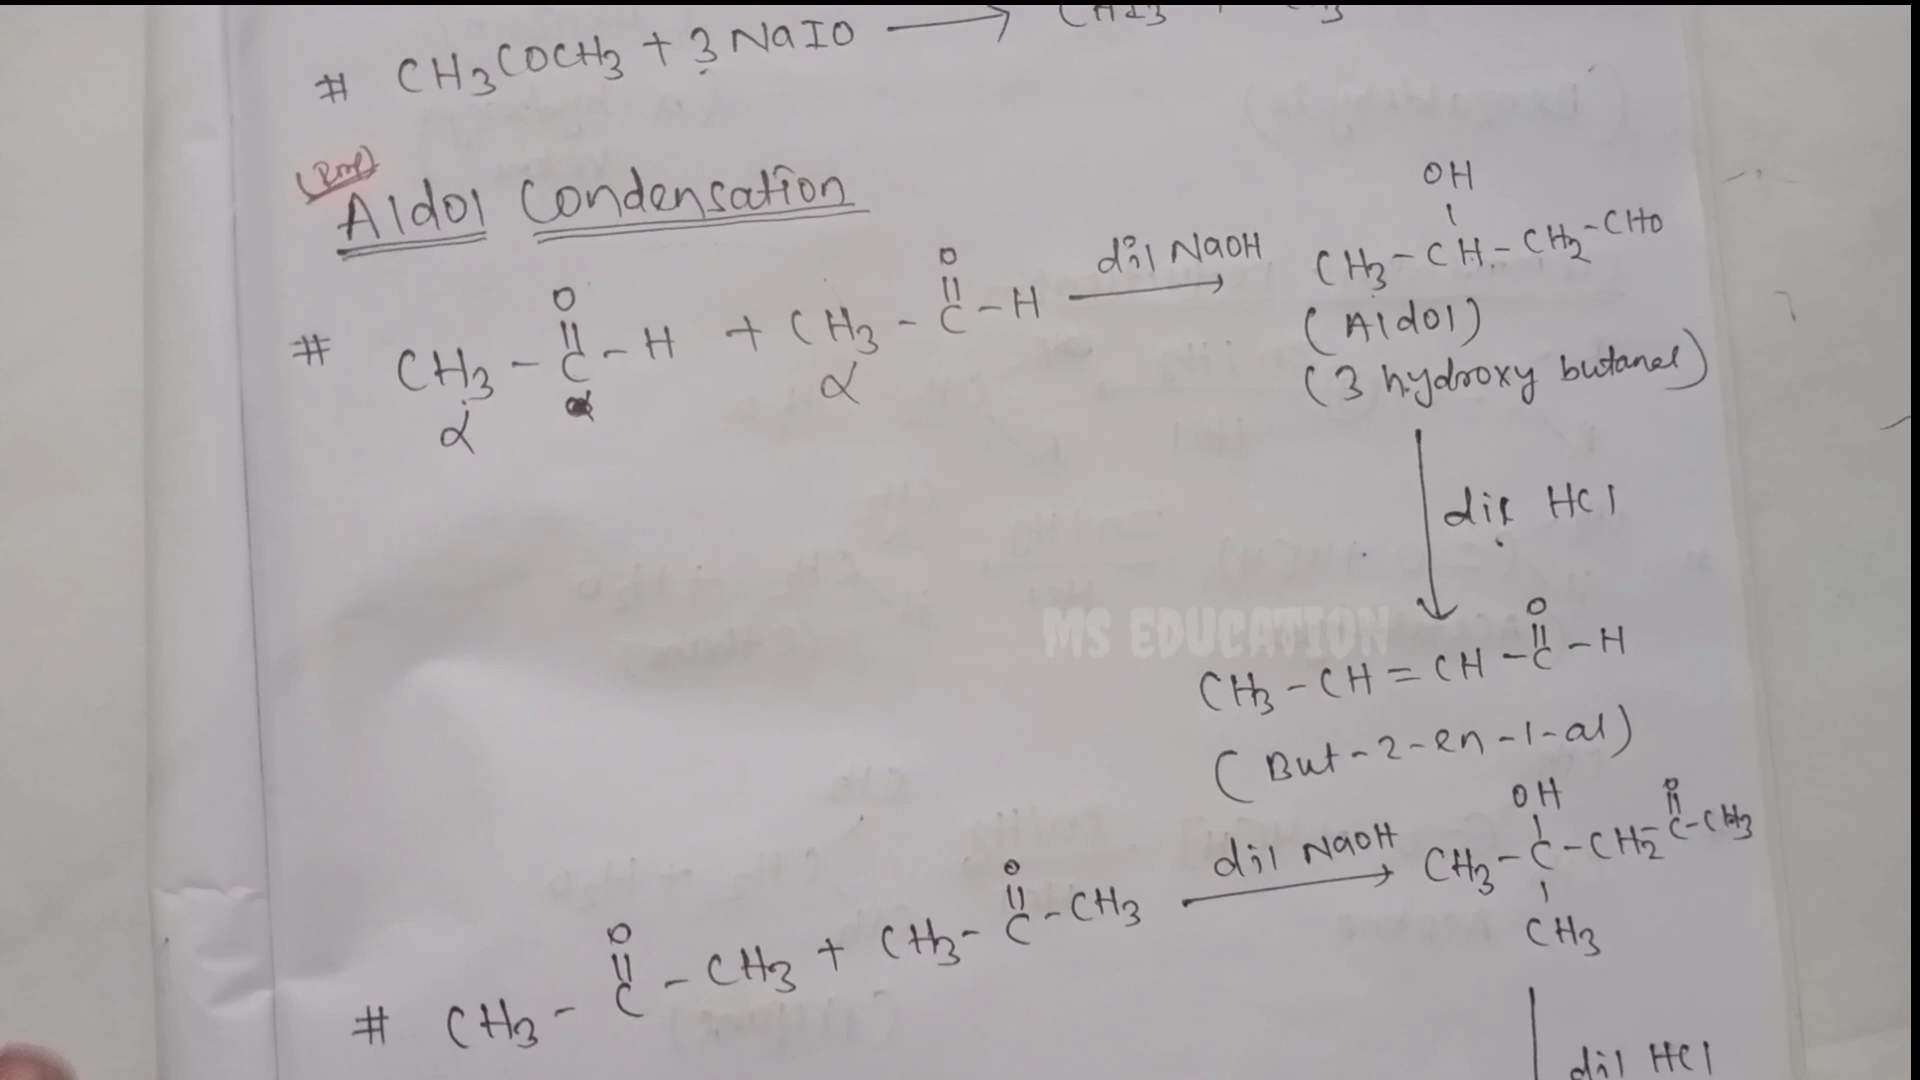 # CH3COCH3 + 3 NaIO →
Aldol Condensation
# CH3 - C - H + CH3 - C - H dil NaOH → CH3 - CH - CH2 - CHO
O O OH
α α
(Aldol)
(3 hydroxy butanal)
dil HCl
MS EDUCATION
O
CH3 - CH = CH - C - H
(But - 2 - en - 1 - al)
O O OH O
# CH3 - C - CH3 + CH3 - C - CH3 dil NaOH → CH3 - C - CH2 - C - CH3
CH3
dil HCl